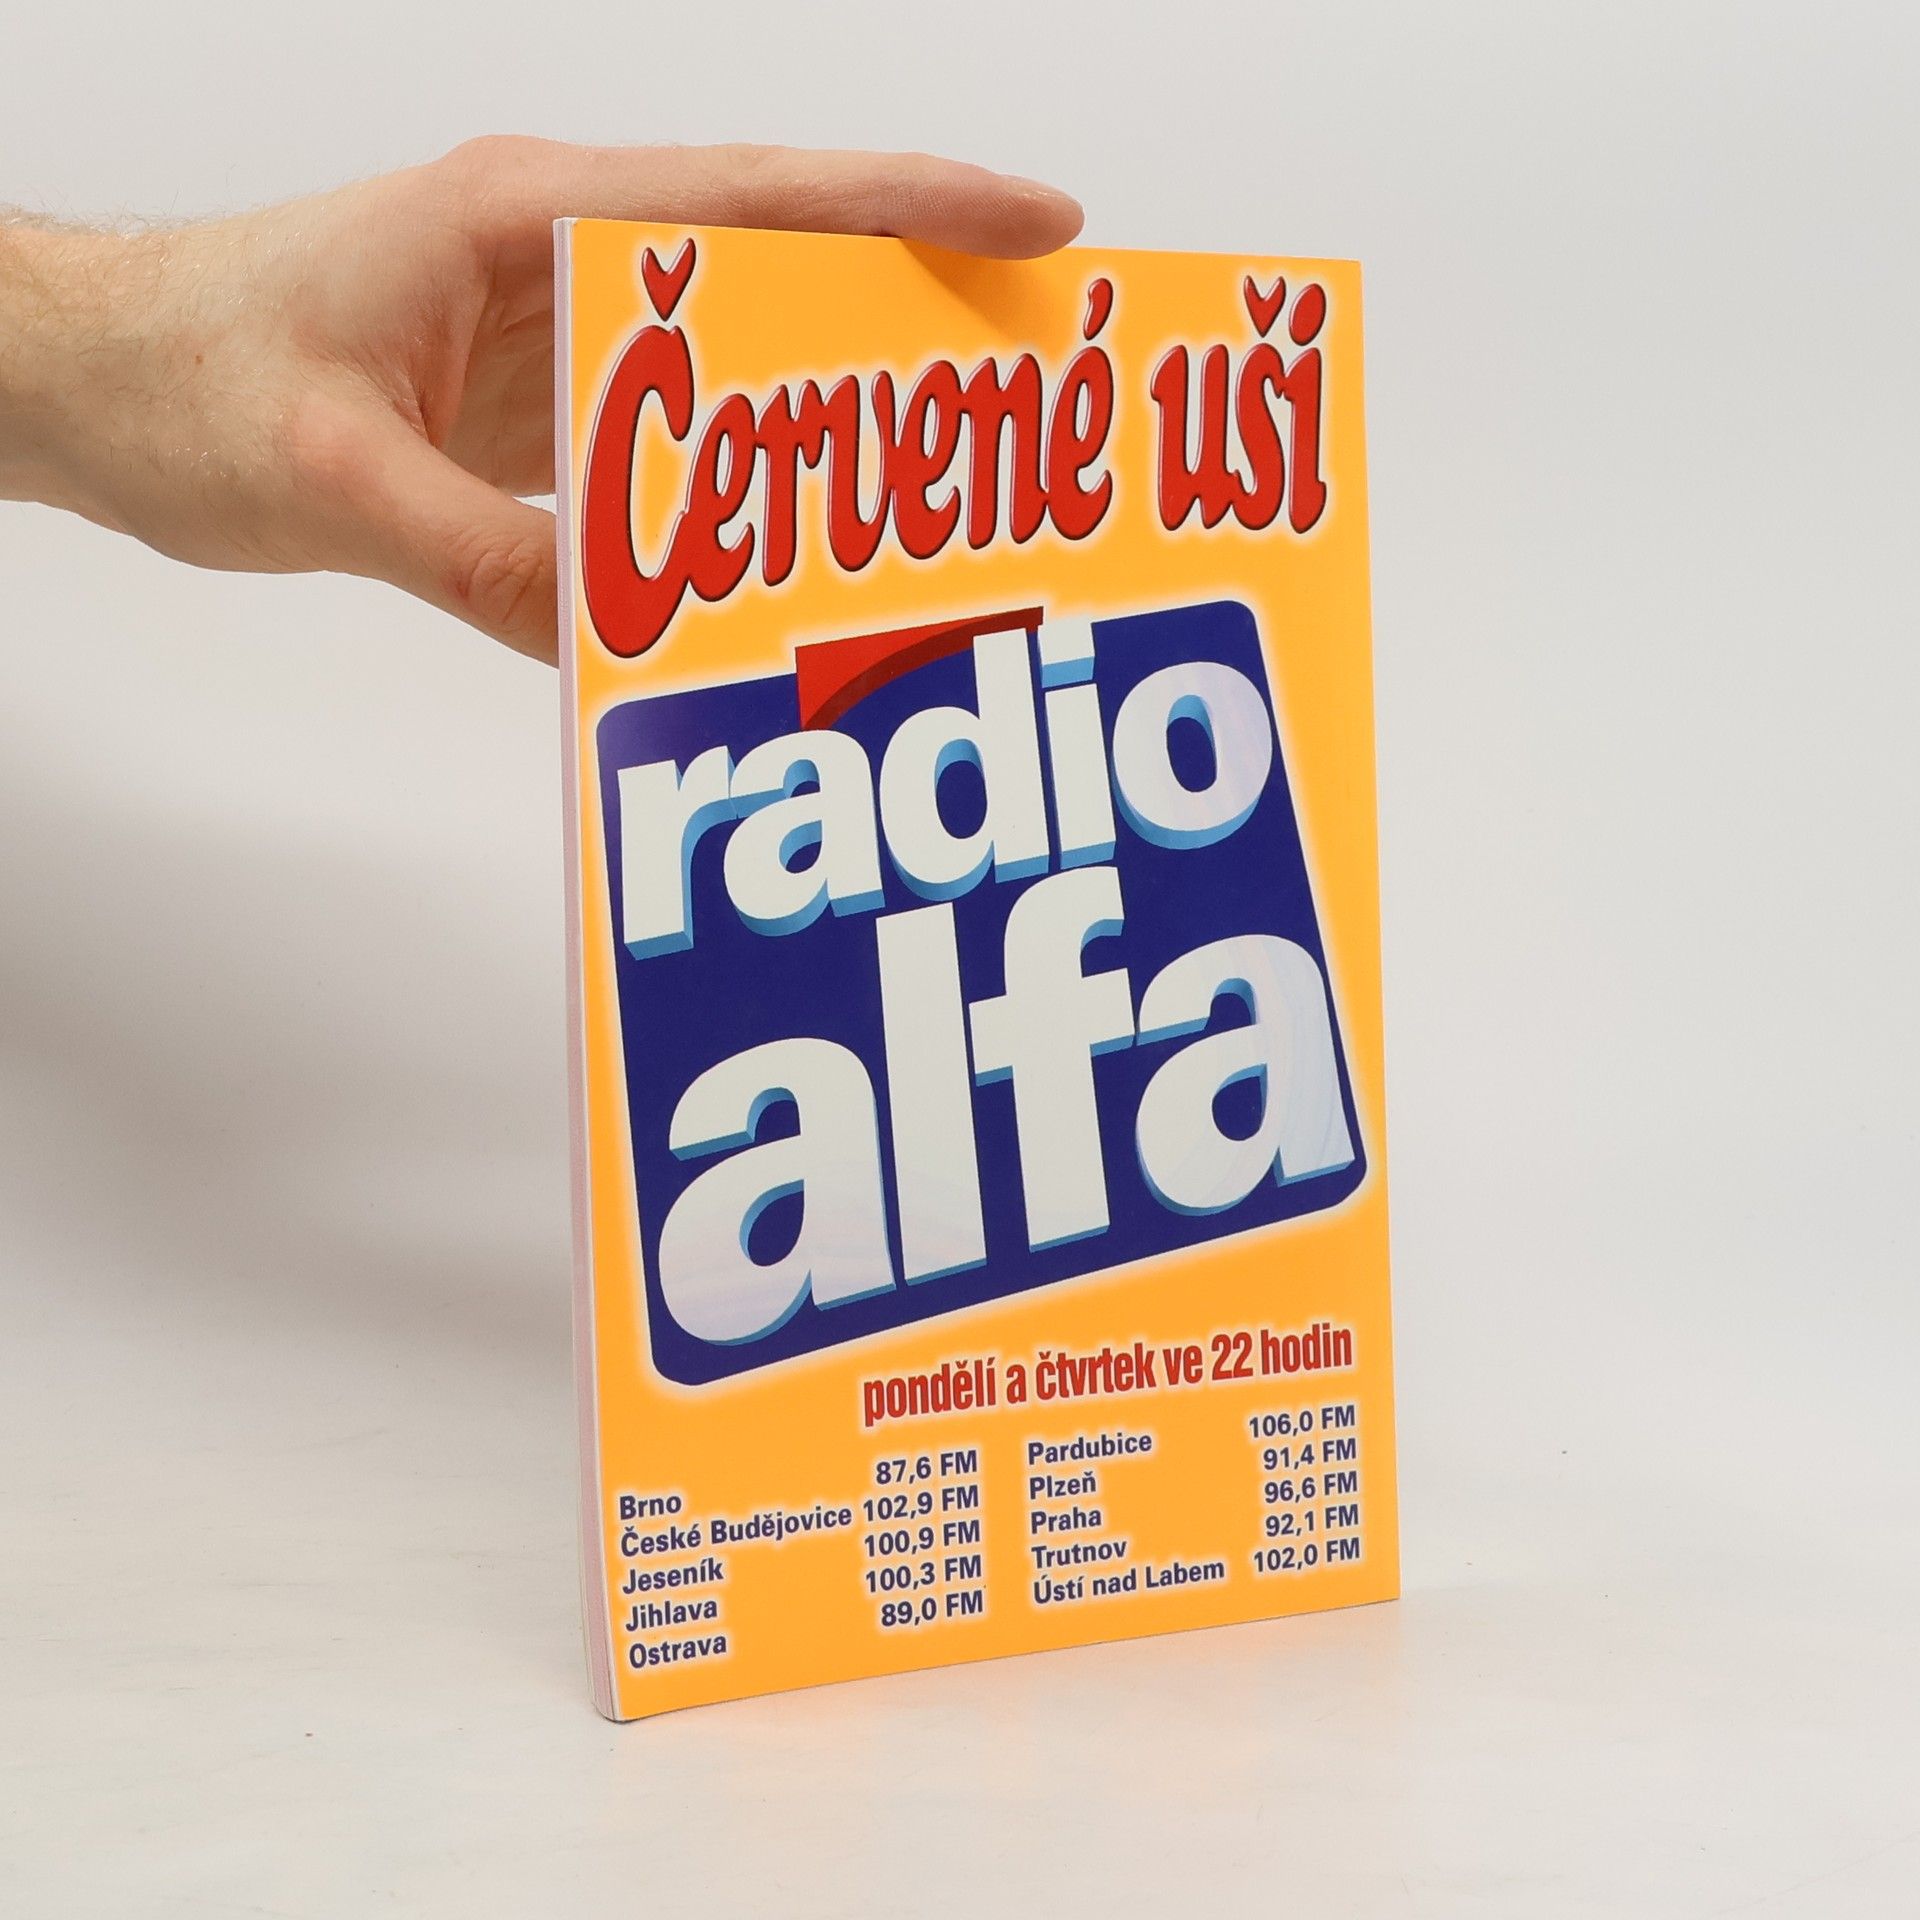 Červené uši
radio
alfa
pondělí a čtvrtek ve 22 hodin
Brno 87,6 FM
České Budějovice 102,9 FM
Jeseník 100,9 FM
Jihlava 100,3 FM
Ostrava 89,0 FM
Pardubice 106,0 FM
Plzeň 91,4 FM
Praha 96,6 FM
Trutnov 92,1 FM
Ústí nad Labem 102,0 FM